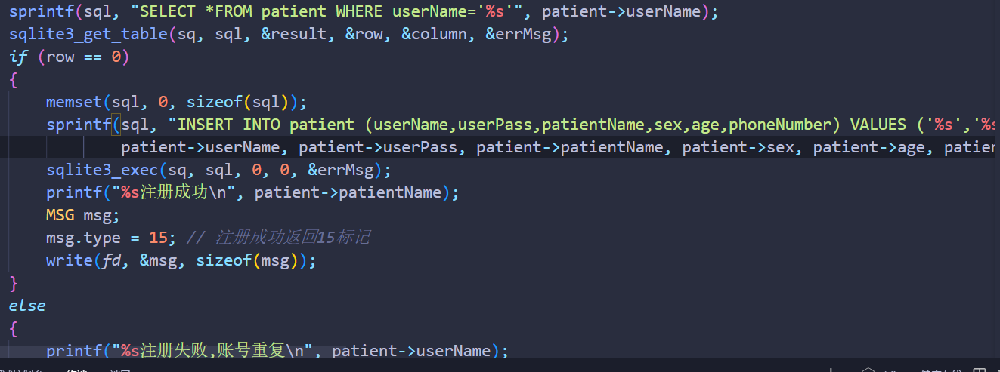 sprintf(sql, "SELECT *FROM patient WHERE userName='%s'", patient->userName);
sqlite3_get_table(sq, sql, &result, &row, &column, &errMsg);
if (row == 0)
{
memset(sql, 0, sizeof(sql));
sprintf(sql, "INSERT INTO patient (userName,userPass,patientName,sex,age,phoneNumber) VALUES ('%s','%s
patient->userName, patient->userPass, patient->patientName, patient->sex, patient->age, patien
sqlite3_exec(sq, sql, 0, 0, &errMsg);
printf("%s注册成功\n", patient->patientName);
MSG msg;
msg.type = 15; // 注册成功返回15标记
write(fd, &msg, sizeof(msg));
}
else
{
printf("%s注册失败,账号重复\n", patient->userName);